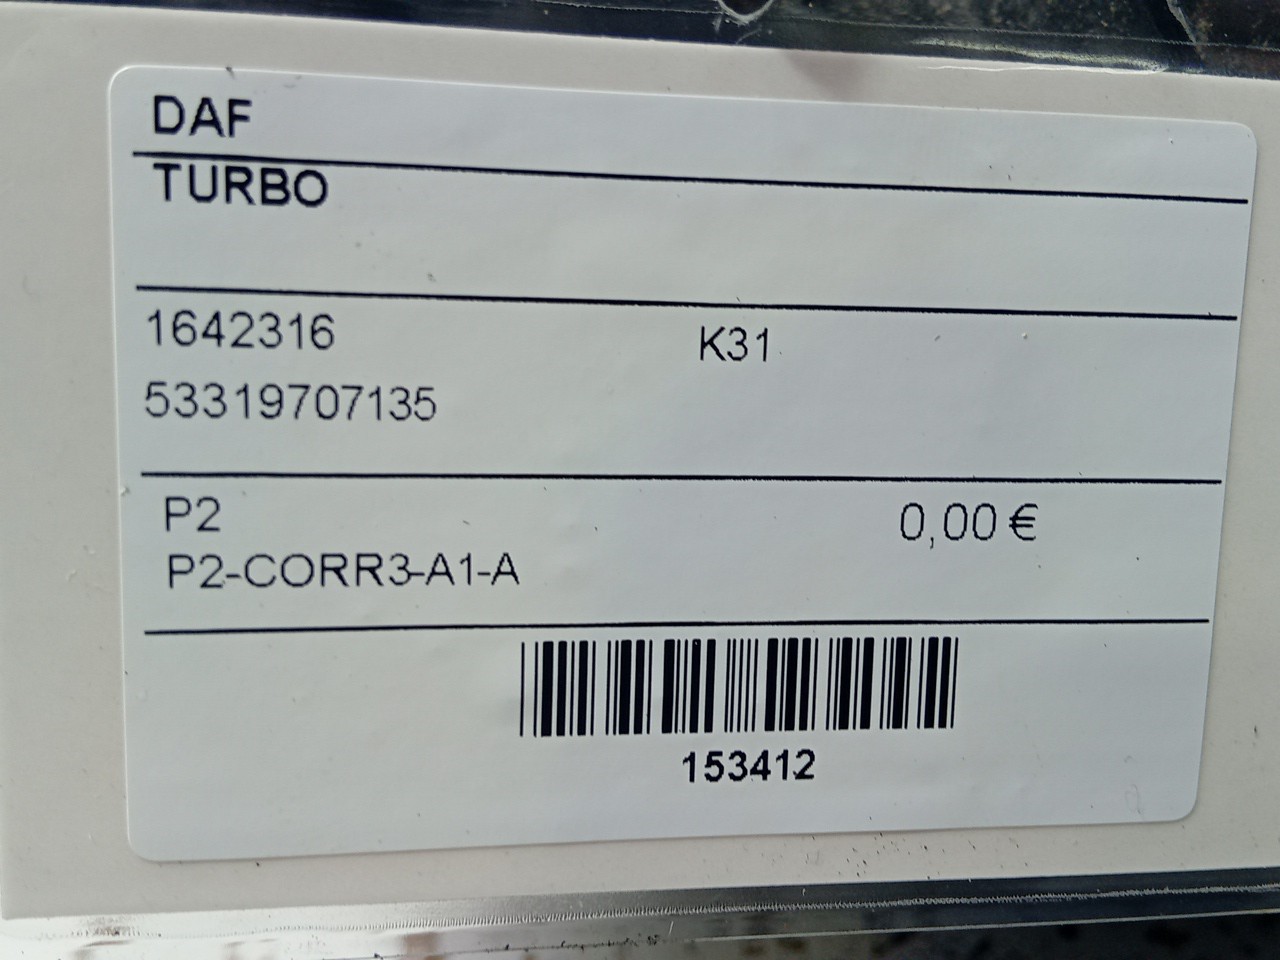 DAF
TURBO
1642316 K31
53319707135
P2 0,00 €
P2-CORR3-A1-A
153412